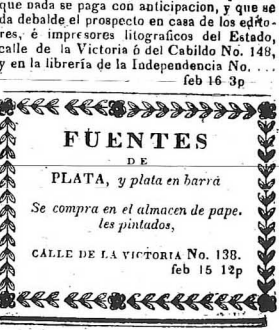 que nada se paga con anticipacion, y que se
da debalde el prospecto en casa de los edito-
res, é impresores litograficos del Estado,
calle de la Victoria ó del Cabildo No. 148,
y en la librería de la Independencia No. ...
feb 16 3p
FUENTES
DE
PLATA, y plata en barra
Se compra en el almacen de pape.
les pintados,
CALLE DE LA VICTORIA No. 138.
feb 15 12p